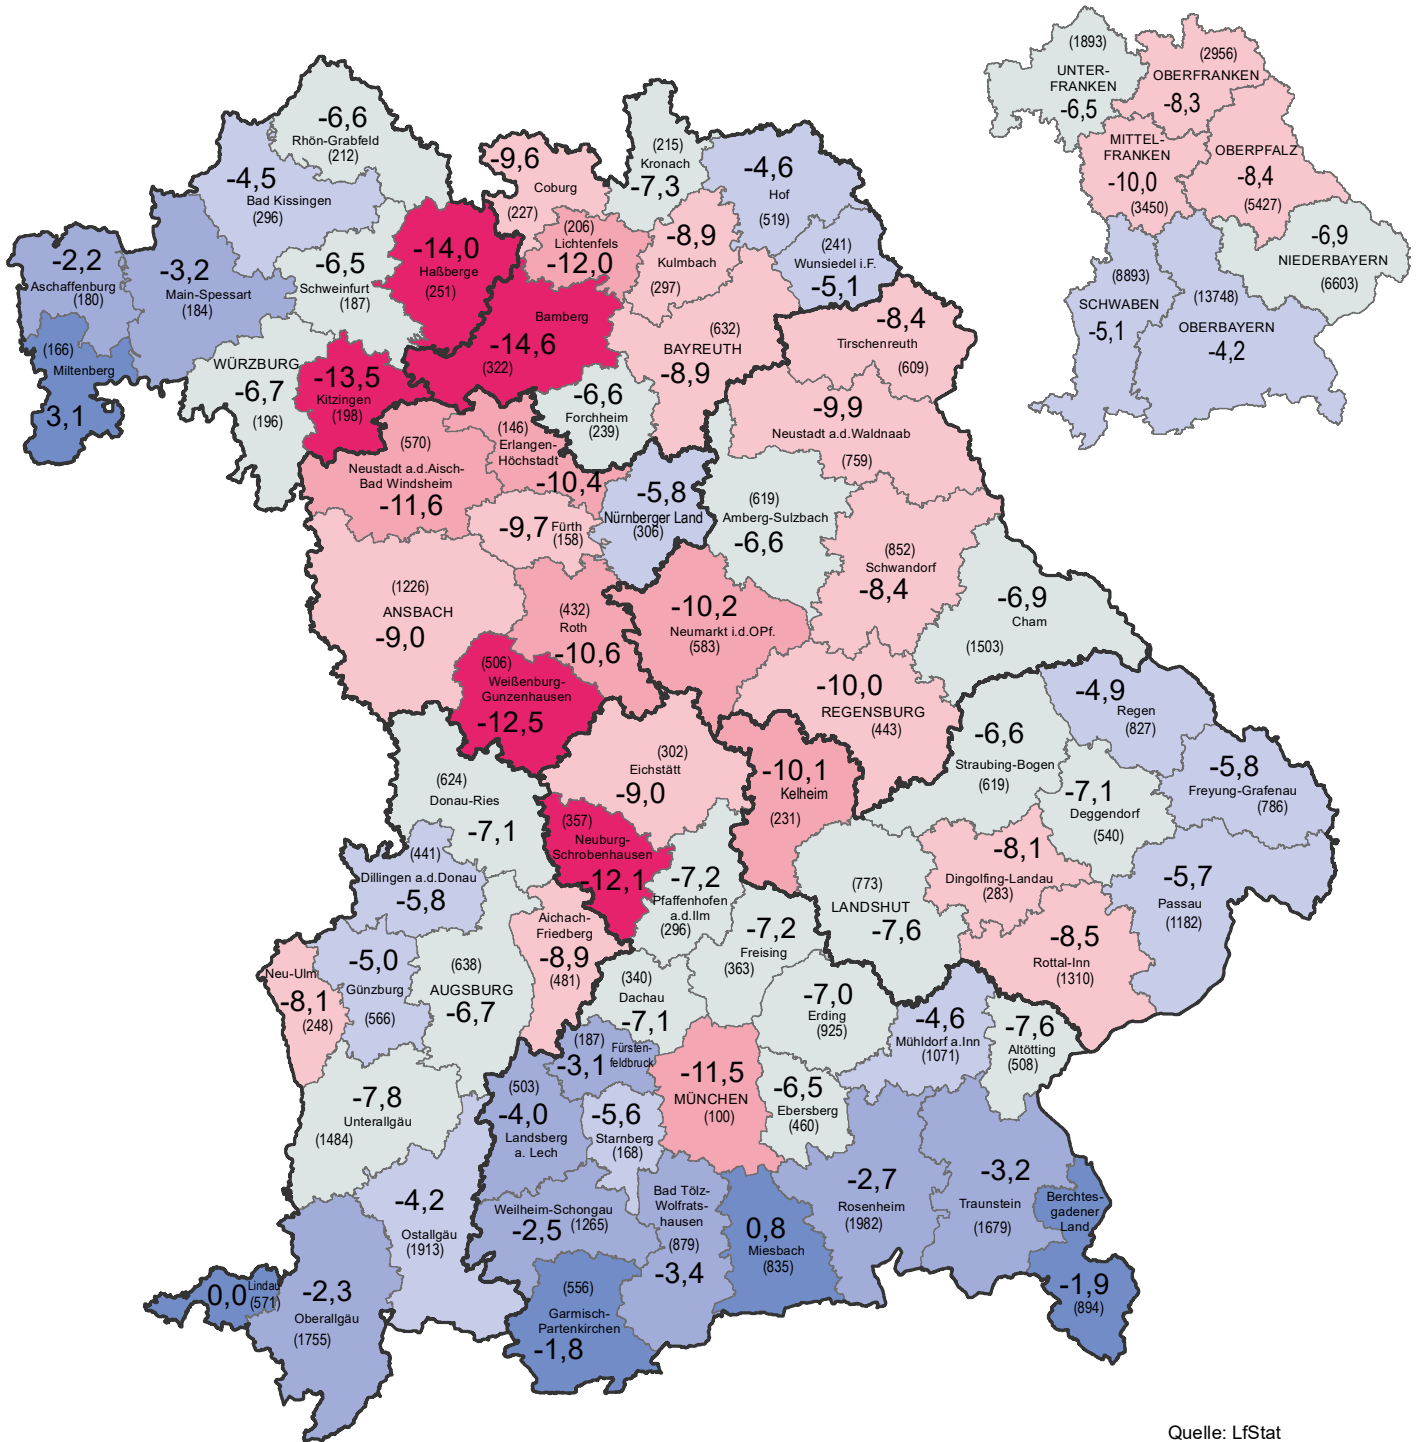 (1893)
UNTER-
FRANKEN
-6,5
(2956)
OBERFRANKEN
-8,3
MITTEL-
FRANKEN
-10,0
(3450)
OBERPFALZ
-8,4
(5427)
-6,9
NIEDERBAYERN
(6603)
(8893)
SCHWABEN
-5,1
(13748)
OBERBAYERN
-4,2
-6,6
Rhön-Grabfeld
(212)
-4,5
Bad Kissingen
(296)
-9,6
Coburg
(227)
(215)
Kronach
-7,3
-4,6
Hof
(519)
-2,2
Aschaffenburg
(180)
-3,2
Main-Spessart
(184)
-6,5
Schweinfurt
(187)
-14,0
Haßberge
(251)
(206)
Lichtenfels
-12,0
-8,9
Kulmbach
(297)
(241)
Wunsiedel i.F.
-5,1
(166)
Miltenberg
3,1
WÜRZBURG
-6,7
(196)
-13,5
Kitzingen
(198)
Bamberg
-14,6
(322)
(632)
BAYREUTH
-8,9
-8,4
Tirschenreuth
(609)
-6,6
Forchheim
(239)
-9,9
Neustadt a.d.Waldnaab
(759)
(570)
Neustadt a.d.Aisch-
Bad Windsheim
-11,6
(146)
Erlangen-
Höchstadt
-10,4
-9,7
Fürth
(158)
-5,8
Nürnberger Land
(306)
(619)
Amberg-Sulzbach
-6,6
(852)
Schwandorf
-8,4
(1226)
ANSBACH
-9,0
(432)
Roth
-10,6
-10,2
Neumarkt i.d.OPf.
(583)
-6,9
Cham
(1503)
(506)
Weißenburg-
Gunzenhausen
-12,5
-10,0
REGENSBURG
(443)
-4,9
Regen
(827)
-6,6
Straubing-Bogen
(619)
-5,8
Freyung-Grafenau
(786)
(302)
Eichstätt
-9,0
-10,1
Kelheim
(231)
-7,1
Deggendorf
(540)
(624)
Donau-Ries
-7,1
(357)
Neuburg-
Schrobenhausen
-12,1
-7,2
Pfaffenhofen
a.d.Ilm
(296)
(773)
LANDSHUT
-7,6
-8,1
Dingolfing-Landau
(283)
-5,7
Passau
(1182)
(441)
Dillingen a.d.Donau
-5,8
Aichach-
Friedberg
-8,9
(481)
-7,2
Freising
(363)
-8,5
Rottal-Inn
(1310)
Neu-Ulm
-8,1
(248)
-5,0
Günzburg
(566)
(638)
AUGSBURG
-6,7
(340)
Dachau
-7,1
-7,0
Erding
(925)
-4,6
Mühldorf a.Inn
(1071)
-7,6
Altötting
(508)
(187)
Fürsten-
feldbruck
-3,1
-11,5
MÜNCHEN
(100)
-6,5
Ebersberg
(460)
-7,8
Unterallgäu
(1484)
(503)
-4,0
Landsberg
a. Lech
-5,6
Starnberg
(168)
-4,2
Ostallgäu
(1913)
Weilheim-Schongau
-2,5
(1265)
Bad Tölz-
Wolfrats-
hausen
(879)
-3,4
0,8
Miesbach
(835)
-2,7
Rosenheim
(1982)
-3,2
Traunstein
(1679)
Berchtes-
gadener
Land
-1,9
(894)
0,0
Lindau
(571)
-2,3
Oberallgäu
(1755)
(556)
Garmisch-
Partenkirchen
-1,8
Quelle: LfStat